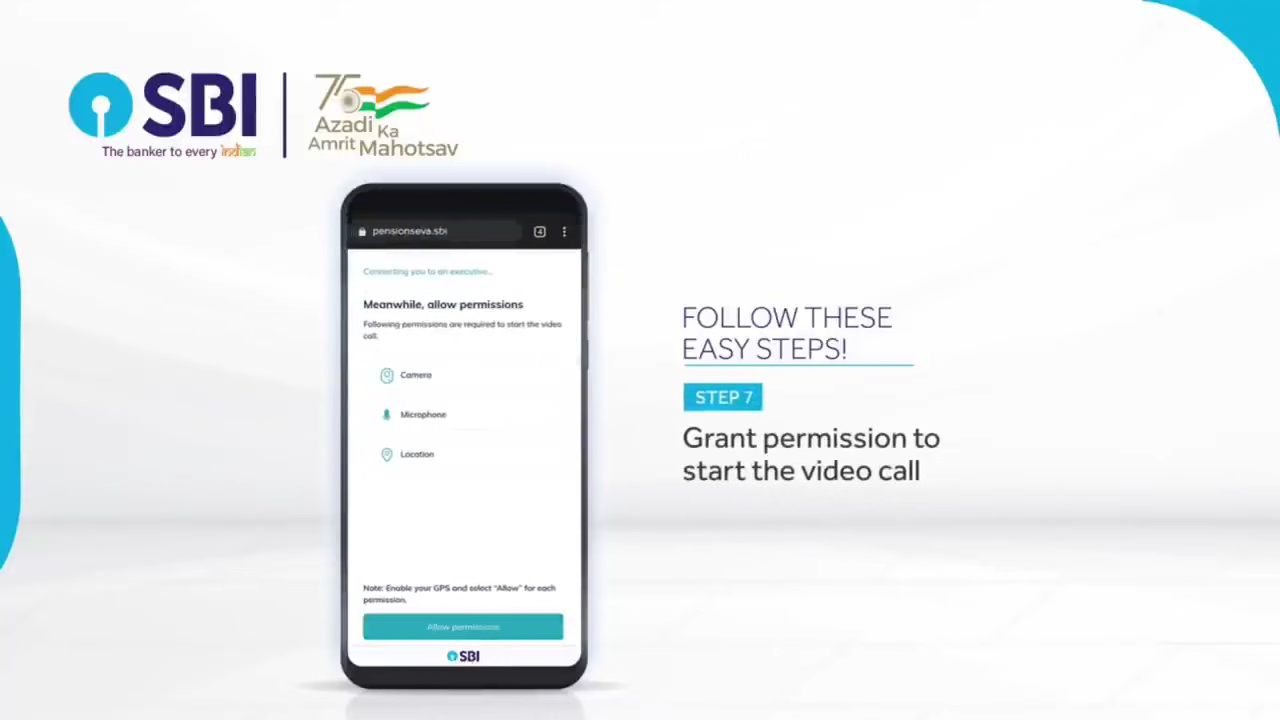 SBI
The banker to every indian
75
Azadi Ka
Amrit Mahotsav
pensionseva.sbi
4
Connecting you to an executive...
Meanwhile, allow permissions
Following permissions are required to start the video
call.
Camera
Microphone
Location
Note: Enable your GPS and select "Allow" for each
permission.
Allow permissions
SBI
FOLLOW THESE
EASY STEPS!
STEP 7
Grant permission to
start the video call